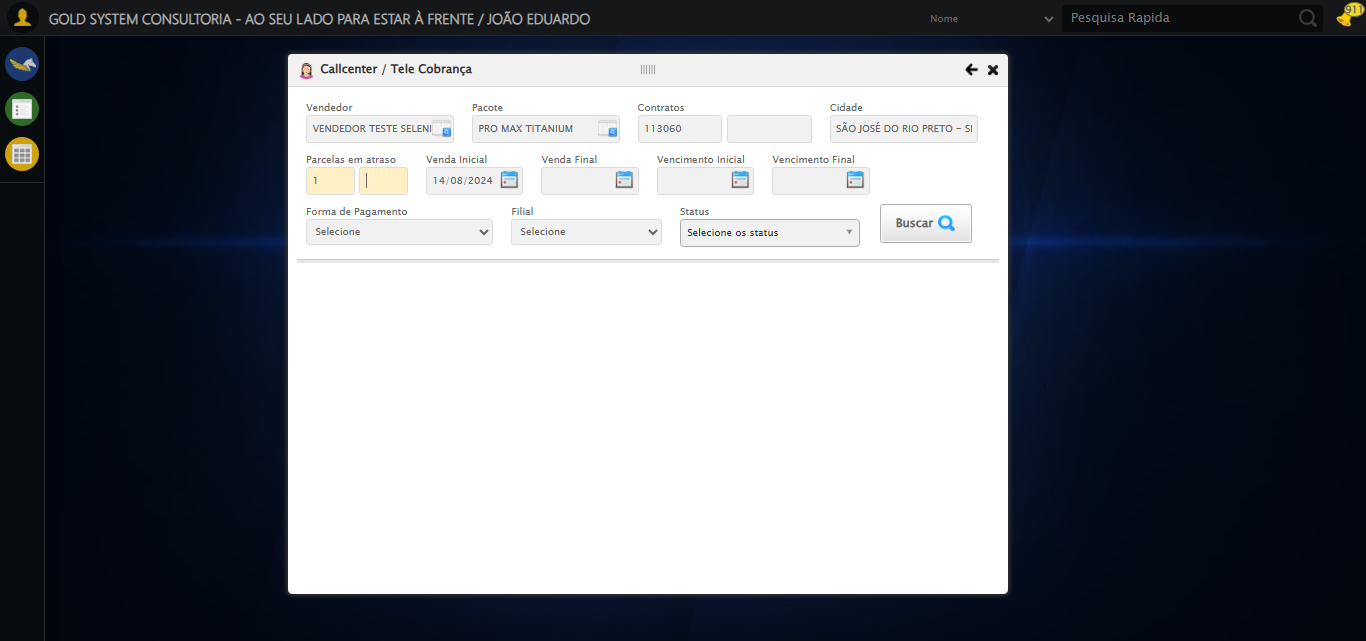 GOLD SYSTEM CONSULTORIA - AO SEU LADO PARA ESTAR À FRENTE / JOÃO EDUARDO
Nome
Pesquisa Rapida
911
Callcenter / Tele Cobrança
Vendedor Pacote Contratos Cidade
VENDEDOR TESTE SELENI PRO MAX TITANIUM 113060 SÃO JOSÉ DO RIO PRETO - SI
Parcelas em atraso Venda Inicial Venda Final Vencimento Inicial Vencimento Final
1 14/08/2024
Forma de Pagamento Filial Status
Selecione Selecione Selecione os status Buscar